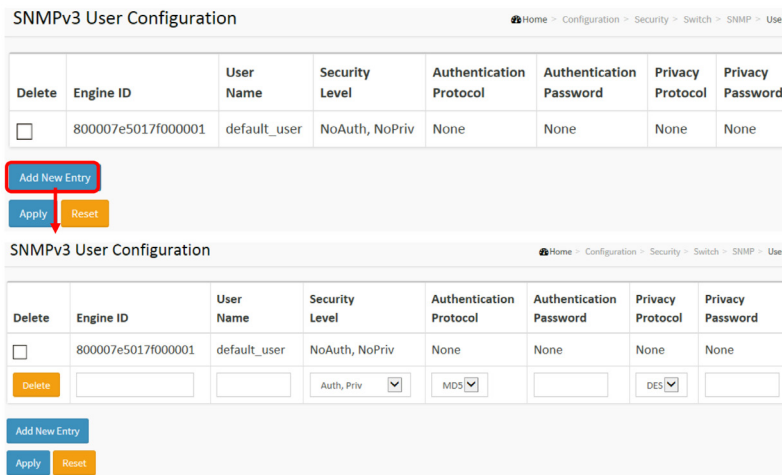 SNMPv3 User Configuration
Home > Configuration > Security > Switch > SNMP > Use
Delete Engine ID User Name Security Level Authentication Protocol Authentication Password Privacy Protocol Privacy Password
800007e5017f000001 default_user NoAuth, NoPriv None None None None
Add New Entry
Apply Reset
SNMPv3 User Configuration
Home > Configuration > Security > Switch > SNMP > Use
Delete Engine ID User Name Security Level Authentication Protocol Authentication Password Privacy Protocol Privacy Password
800007e5017f000001 default_user NoAuth, NoPriv None None None None
Delete Auth, Priv MD5 DES
Add New Entry
Apply Reset